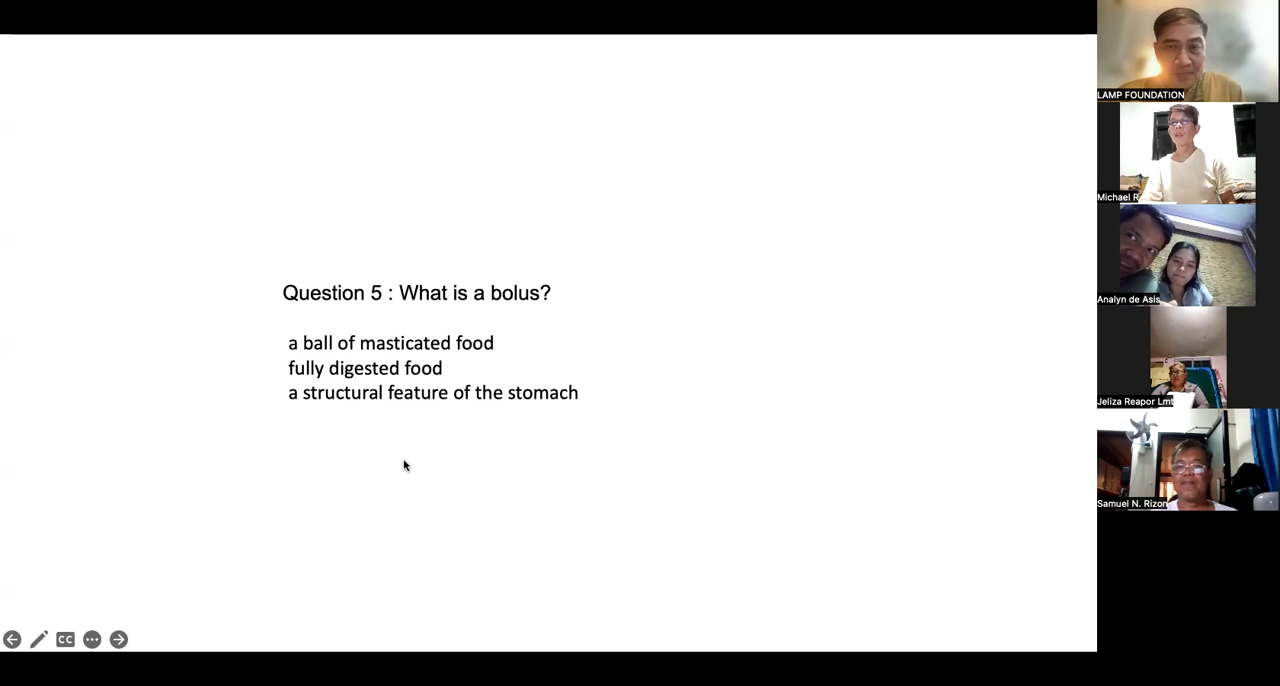 Question 5 : What is a bolus?
a ball of masticated food
fully digested food
a structural feature of the stomach
CC
LAMP FOUNDATION
Michael R
Analyn de Asis
Jeliza Reapor Lmt
Samuel N. Rizon